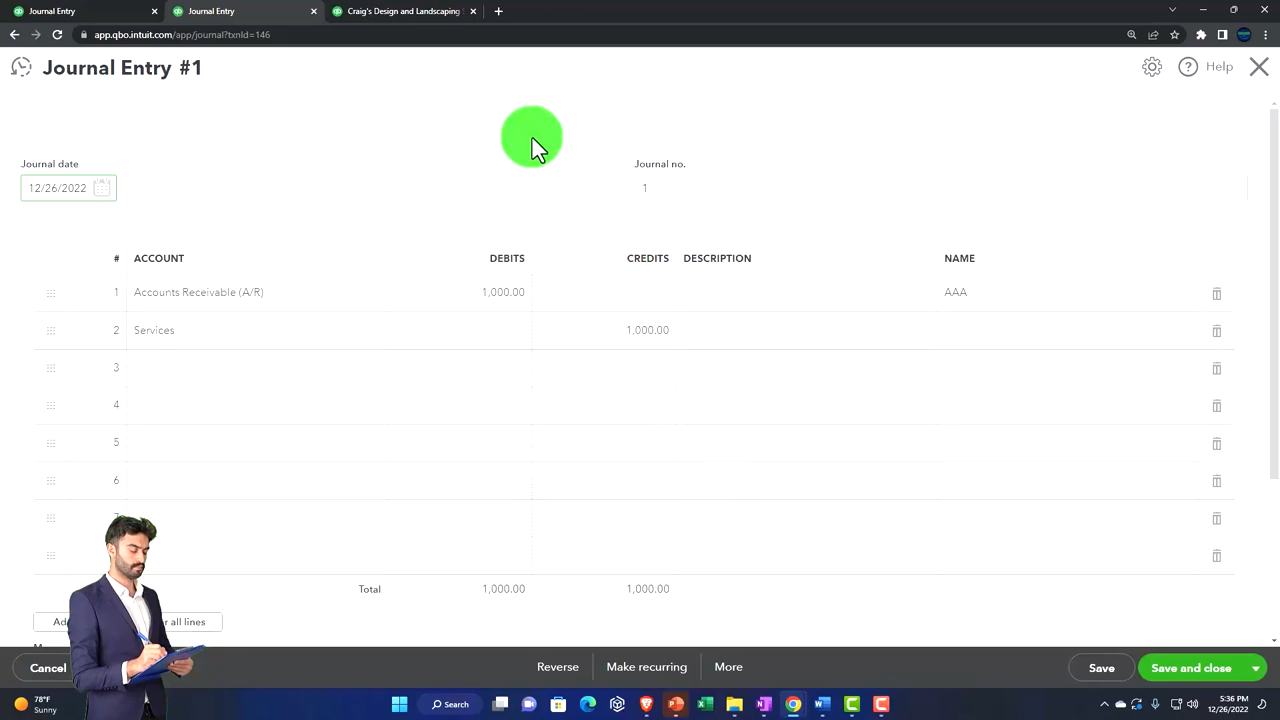 Journal Entry
Journal Entry
Craig's Design and Landscaping S
app.qbo.intuit.com/app/journal?txnId=146
Journal Entry #1
Help
Journal date
Journal no.
12/26/2022
1
# ACCOUNT DEBITS CREDITS DESCRIPTION NAME
1 Accounts Receivable (A/R) 1,000.00 AAA
2 Services 1,000.00
3
4
5
6
Total 1,000.00 1,000.00
all lines
Cancel Reverse Make recurring More Save Save and close
78°F
Sunny
Search
5:36 PM
12/26/2022